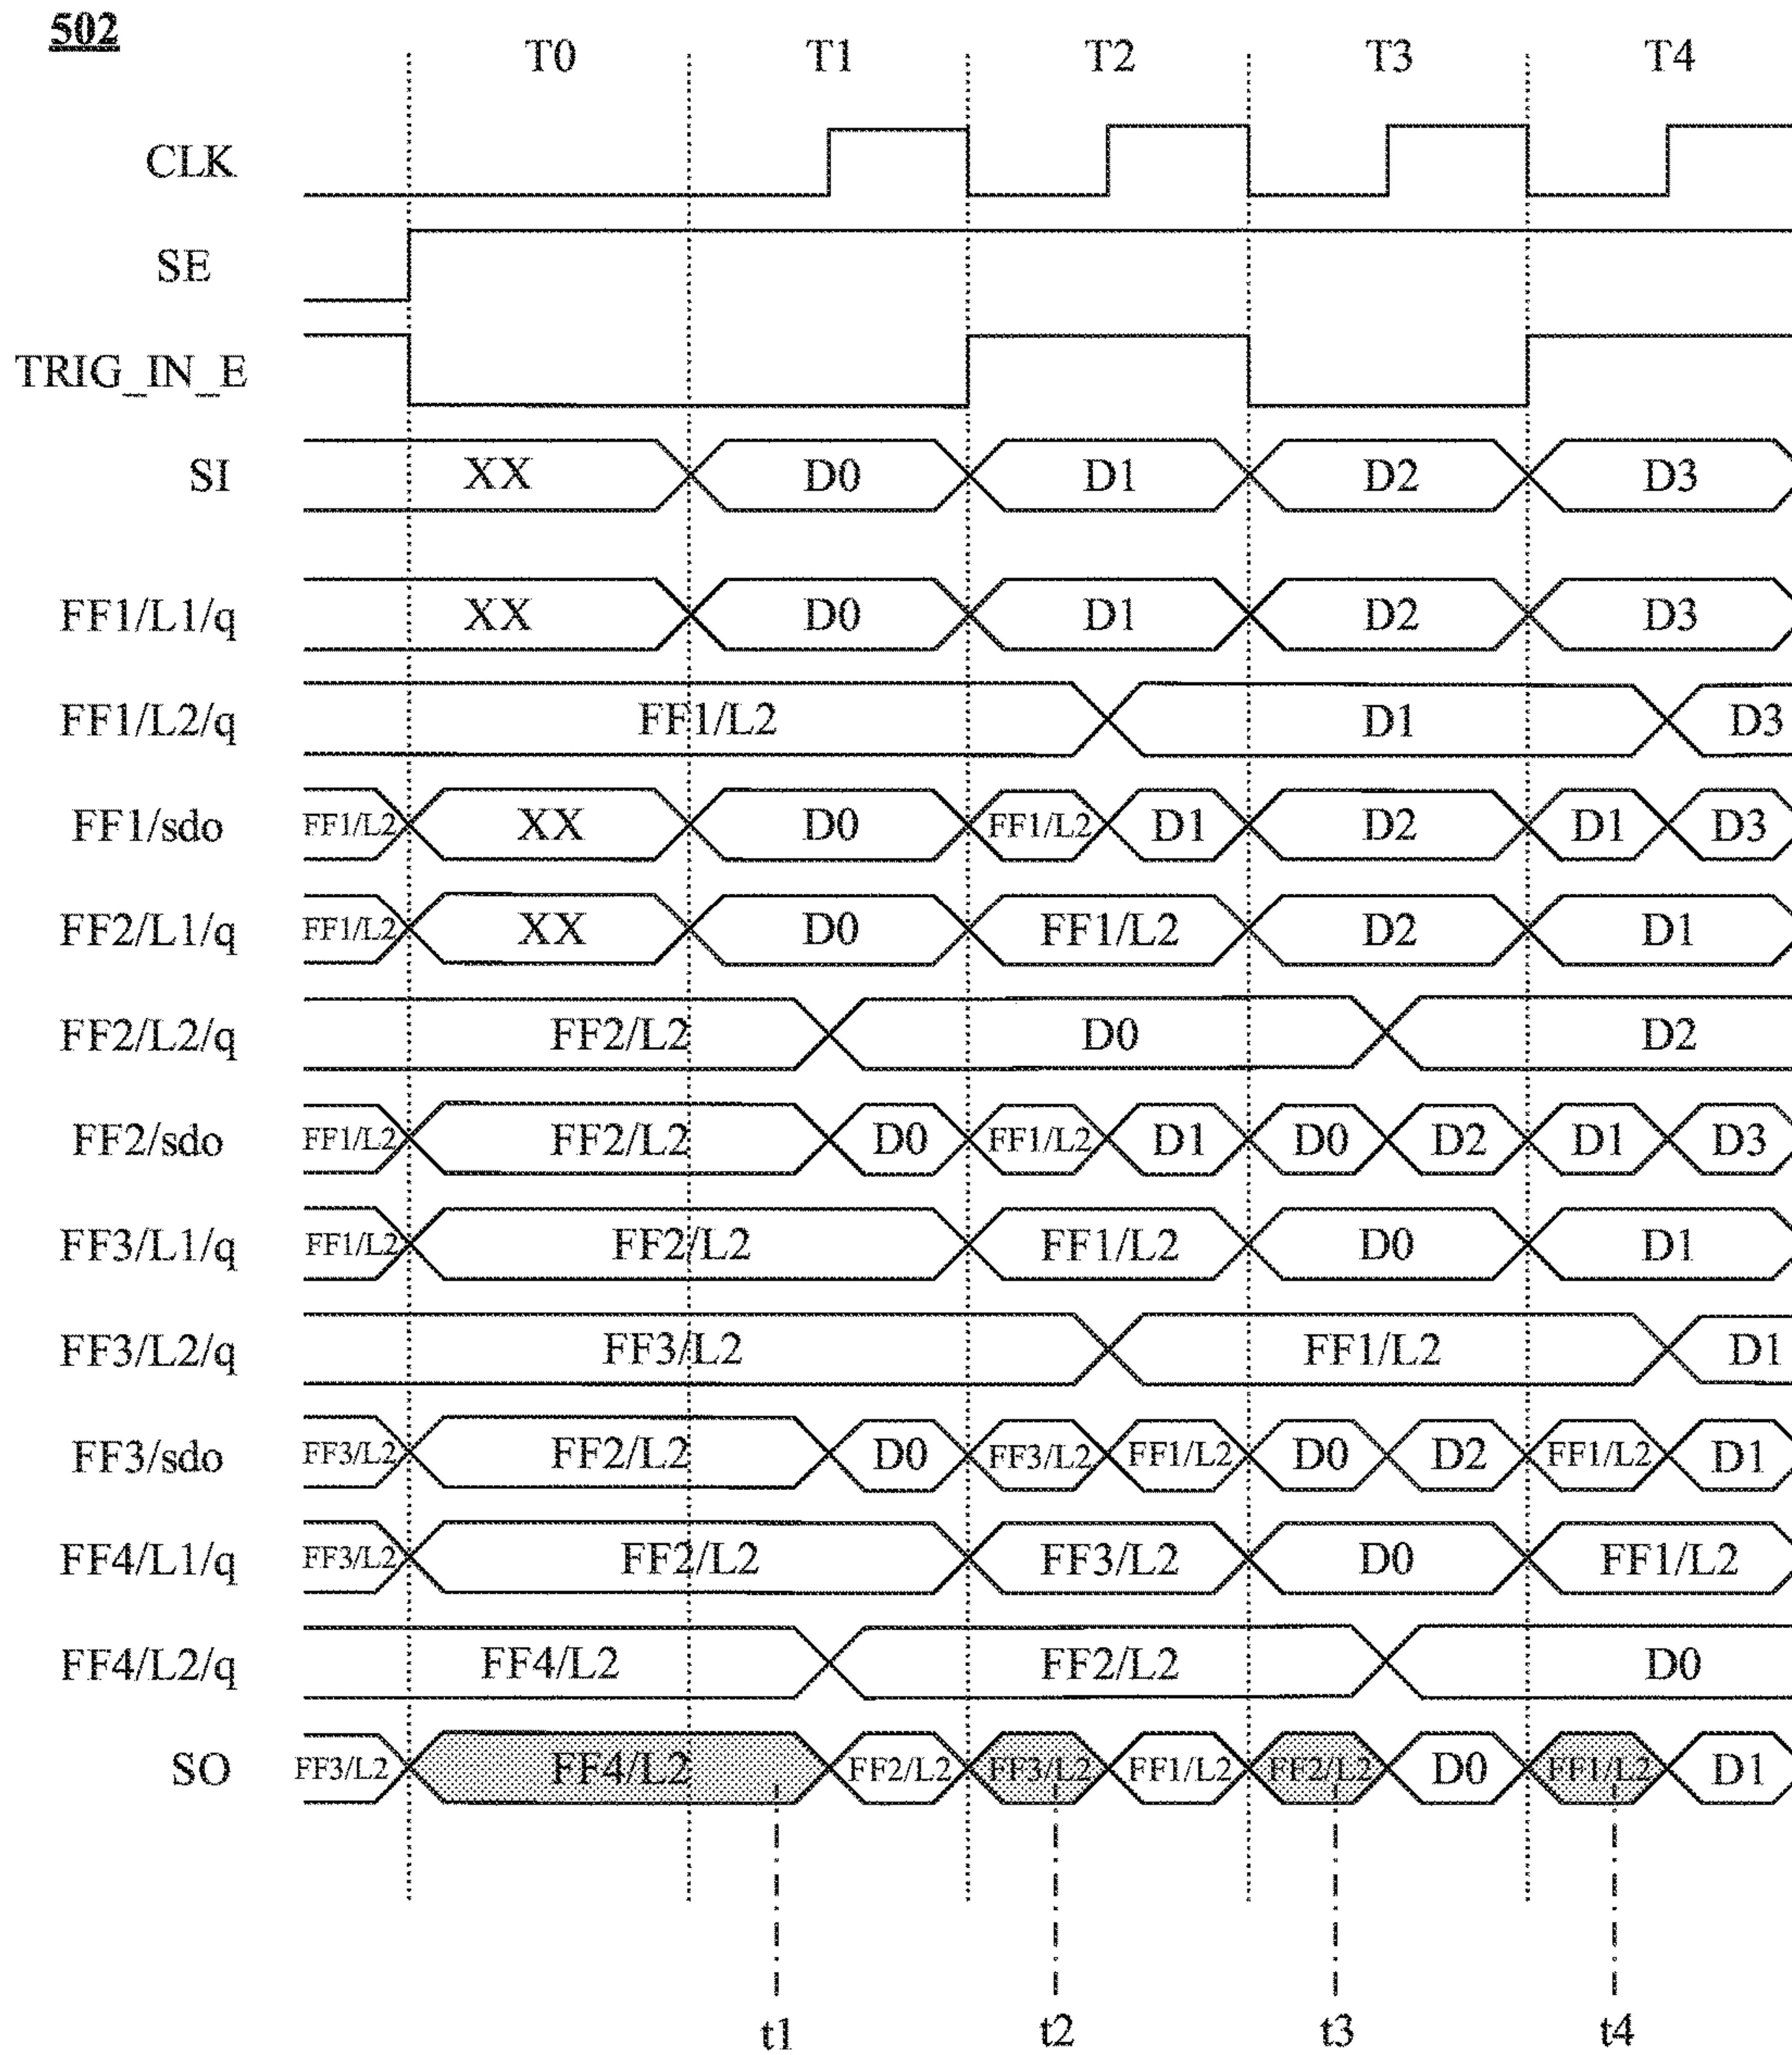 502
T0 T1 T2 T3 T4
CLK
SE
TRIG_IN_E
SI XX D0 D1 D2 D3
FF1/L1/q XX D0 D1 D2 D3
FF1/L2/q FF1/L2 D1 D3
FF1/sdo FF1/L2 XX D0 FF1/L2 D1 D2 D1 D3
FF2/L1/q FF1/L2 XX D0 FF1/L2 D2 D1
FF2/L2/q FF2/L2 D0 D2
FF2/sdo FF1/L2 FF2/L2 D0 FF1/L2 D1 D0 D2 D1 D3
FF3/L1/q FF1/L2 FF2/L2 FF1/L2 D0 D1
FF3/L2/q FF3/L2 FF1/L2 D1
FF3/sdo FF3/L2 FF2/L2 D0 FF3/L2 FF1/L2 D0 D2 FF1/L2 D1
FF4/L1/q FF3/L2 FF2/L2 FF3/L2 D0 FF1/L2
FF4/L2/q FF4/L2 FF2/L2 D0
SO FF3/L2 FF4/L2 FF2/L2 FF3/L2 FF1/L2 FF2/L2 D0 FF1/L2 D1
t1 t2 t3 t4